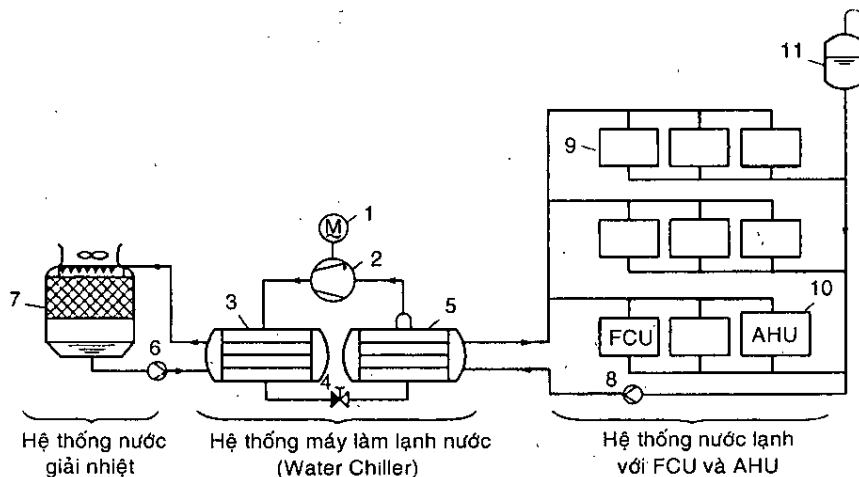 11
9
1
M
2
3
5
10
7
6
FCU
AHU
4
8
Hệ thống nước
giải nhiệt
Hệ thống máy làm lạnh nước
(Water Chiller)
Hệ thống nước lạnh
với FCU và AHU